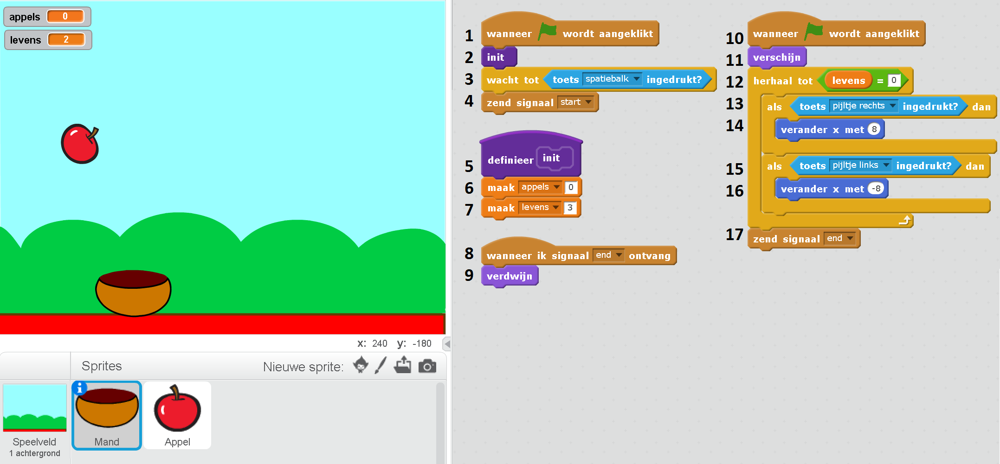 appels 0
levens 2
x: 240 y: -180
Sprites
Nieuwe sprite:
Speelveld
1 achtergrond
i
Mand
Appel
1 wanneer wordt aangeklikt
2 init
3 wacht tot toets spatiebalk ingedrukt?
4 zend signaal start
5 definieer init
6 maak appels 0
7 maak levens 3
8 wanneer ik signaal end ontvang
9 verdwijn
10 wanneer wordt aangeklikt
11 verschijn
12 herhaal tot levens = 0
13 als toets pijltje rechts ingedrukt? dan
14 verander x met 8
15 als toets pijltje links ingedrukt? dan
16 verander x met -8
17 zend signaal end